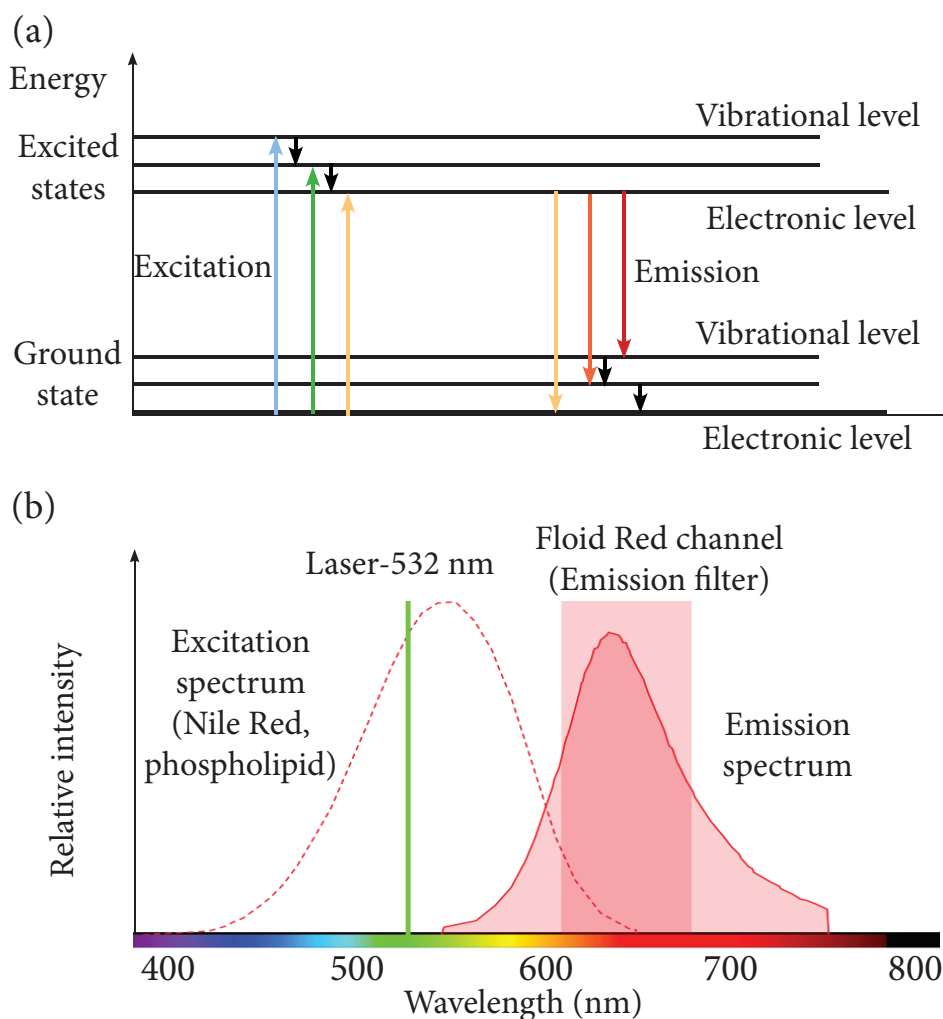 (a)
Energy
Vibrational level
Excited
states
Electronic level
Excitation
Emission
Vibrational level
Ground
state
Electronic level
(b)
Floid Red channel
(Emission filter)
Laser-532 nm
Excitation
spectrum
(Nile Red,
phospholipid)
Emission
spectrum
Relative intensity
400 500 600 700 800
Wavelength (nm)